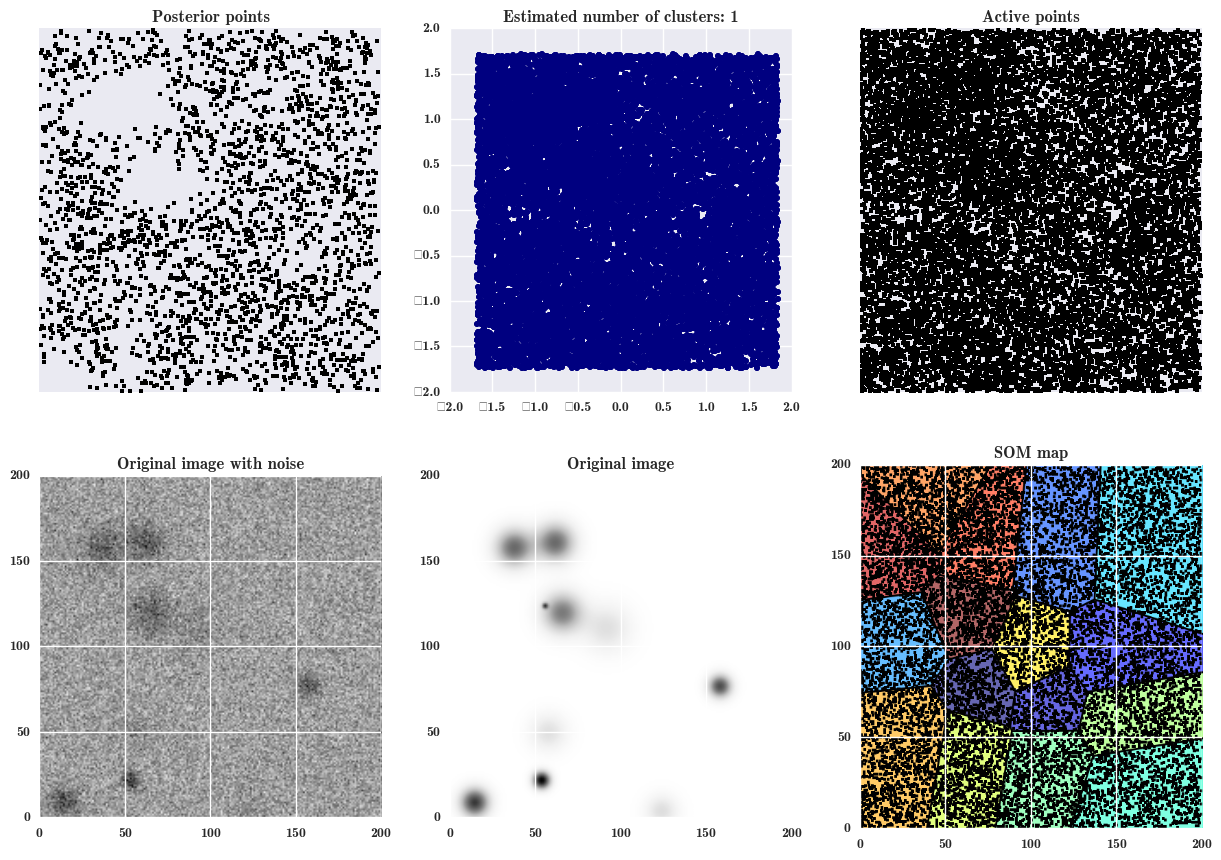 Posterior points
Estimated number of clusters: 1
Active points
2.0
1.5
1.0
0.5
0.0
□0.5
□1.0
□1.5
□2.0
□2.0 □1.5 □1.0 □0.5 0.0 0.5 1.0 1.5 2.0
Original image with noise
Original image
SOM map
200
150
100
50
0
0 50 100 150 200
200
150
100
50
0
0 50 100 150 200
200
150
100
50
0
0 50 100 150 200